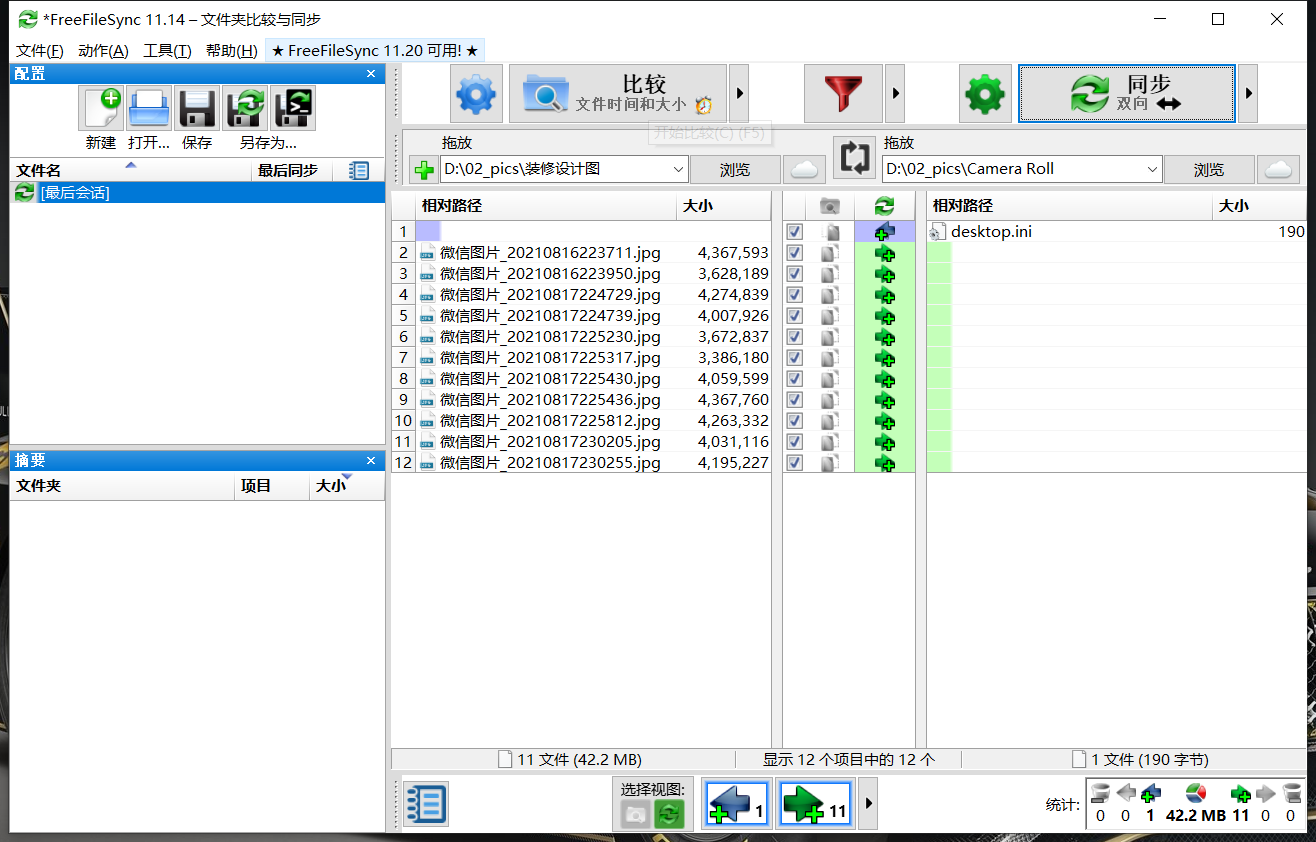 *FreeFileSync 11.14 – 文件夹比较与同步
文件(F) 动作(A) 工具(T) 帮助(H) ★ FreeFileSync 11.20 可用! ★
配置
新建 打开... 保存 另存为...
文件名 最后同步
[最后会话]
摘要
文件夹 项目 大小
比较
文件时间和大小
开始比较(C) (F5)
同步
双向
拖放
D:\02_pics\装修设计图 浏览
拖放
D:\02_pics\Camera Roll 浏览
相对路径 大小 相对路径 大小
1 desktop.ini 190
2 微信图片_20210816223711.jpg 4,367,593
3 微信图片_20210816223950.jpg 3,628,189
4 微信图片_20210817224729.jpg 4,274,839
5 微信图片_20210817224739.jpg 4,007,926
6 微信图片_20210817225230.jpg 3,672,837
7 微信图片_20210817225317.jpg 3,386,180
8 微信图片_20210817225430.jpg 4,059,599
9 微信图片_20210817225436.jpg 4,367,760
10 微信图片_20210817225812.jpg 4,263,332
11 微信图片_20210817230205.jpg 4,031,116
12 微信图片_20210817230255.jpg 4,195,227
11 文件 (42.2 MB) 显示 12 个项目中的 12 个 1 文件 (190 字节)
选择视图:
1 11
统计:
0 0 1 42.2 MB 11 0 0